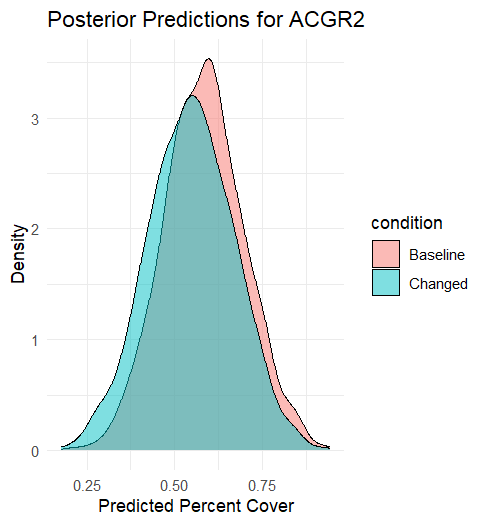 Posterior Predictions for ACGR2
Density
3
2
1
0
0.25 0.50 0.75
Predicted Percent Cover
condition
Baseline
Changed